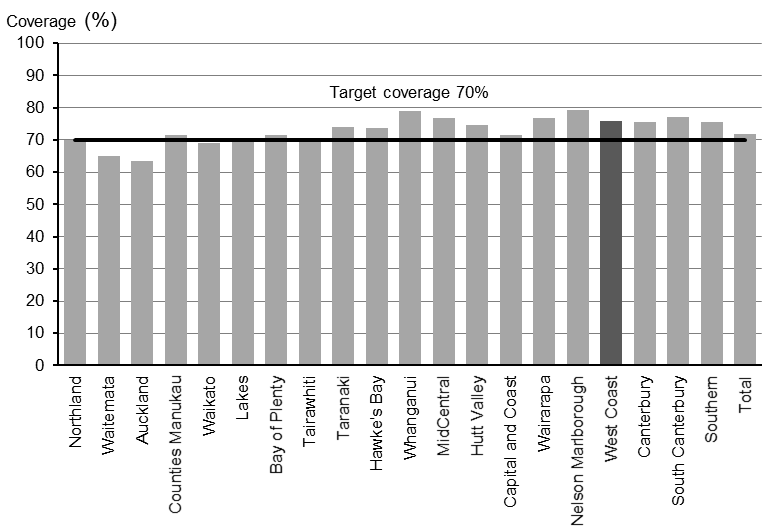 Coverage (%)
100
90
80
70
60
50
40
30
20
10
0
Target coverage 70%
Northland
Waitemata
Auckland
Counties Manukau
Waikato
Lakes
Bay of Plenty
Tairawhiti
Taranaki
Hawke's Bay
Whanganui
MidCentral
Hutt Valley
Capital and Coast
Wairarapa
Nelson Marlborough
West Coast
Canterbury
South Canterbury
Southern
Total